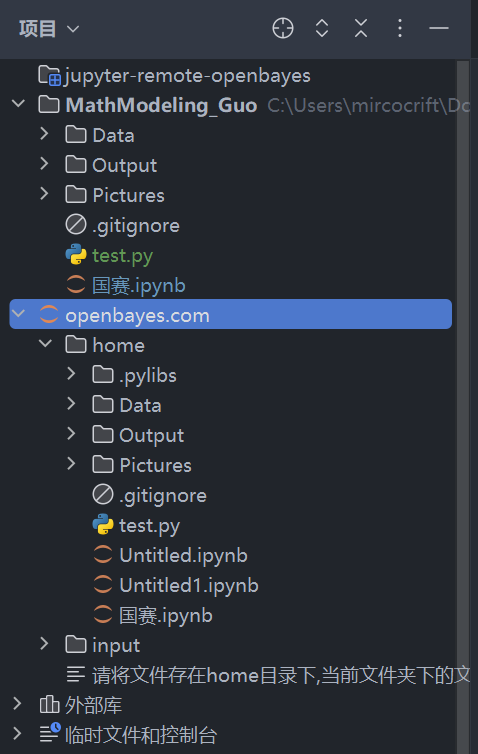 项目
jupyter-remote-openbayes
MathModeling_Guo C:\Users\mircocrift\Do
Data
Output
Pictures
.gitignore
test.py
国赛.ipynb
openbayes.com
home
.pylibs
Data
Output
Pictures
.gitignore
test.py
Untitled.ipynb
Untitled1.ipynb
国赛.ipynb
input
请将文件存在home目录下,当前文件夹下的文
外部库
临时文件和控制台